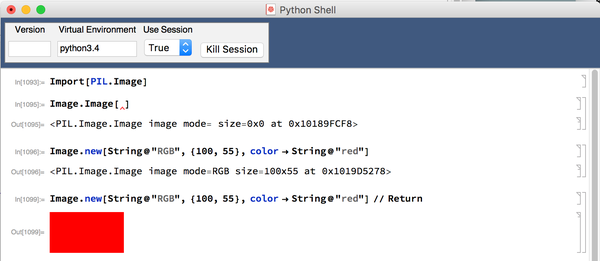 Python Shell
Version Virtual Environment Use Session
python3.4 True Kill Session
In[1093]:= Import[PIL.Image]
In[1095]:= Image.Image[ ]
Out[1095]= <PIL.Image.Image image mode= size=0x0 at 0x10189FCF8>
In[1096]:= Image.new[String@"RGB", {100, 55}, color → String@"red"]
Out[1096]= <PIL.Image.Image image mode=RGB size=100x55 at 0x1019D5278>
In[1099]:= Image.new[String@"RGB", {100, 55}, color → String@"red"] // Return
Out[1099]=